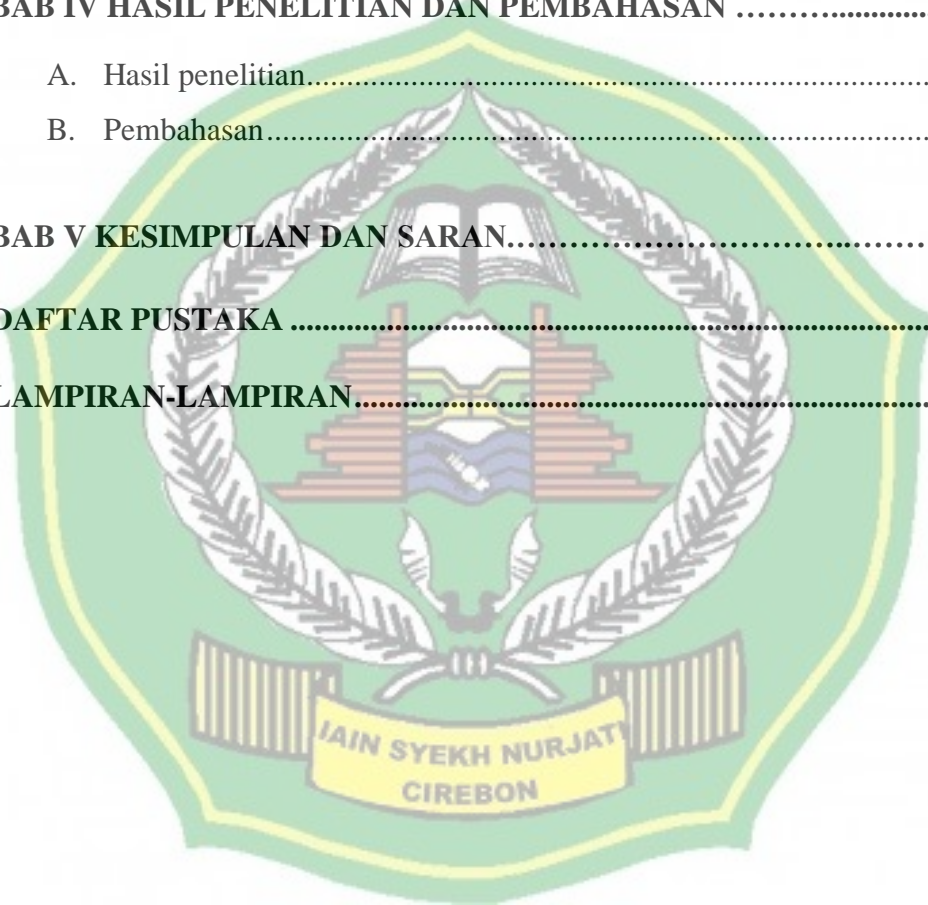 BAB IV HASIL PENELITIAN DAN PEMBAHASAN ………............
A. Hasil penelitian...............................................................................
B. Pembahasan....................................................................................
BAB V KESIMPULAN DAN SARAN……………………………..……
DAFTAR PUSTAKA .................................................................................
LAMPIRAN-LAMPIRAN.........................................................................
IAIN SYEKH NURJATI
CIREBON